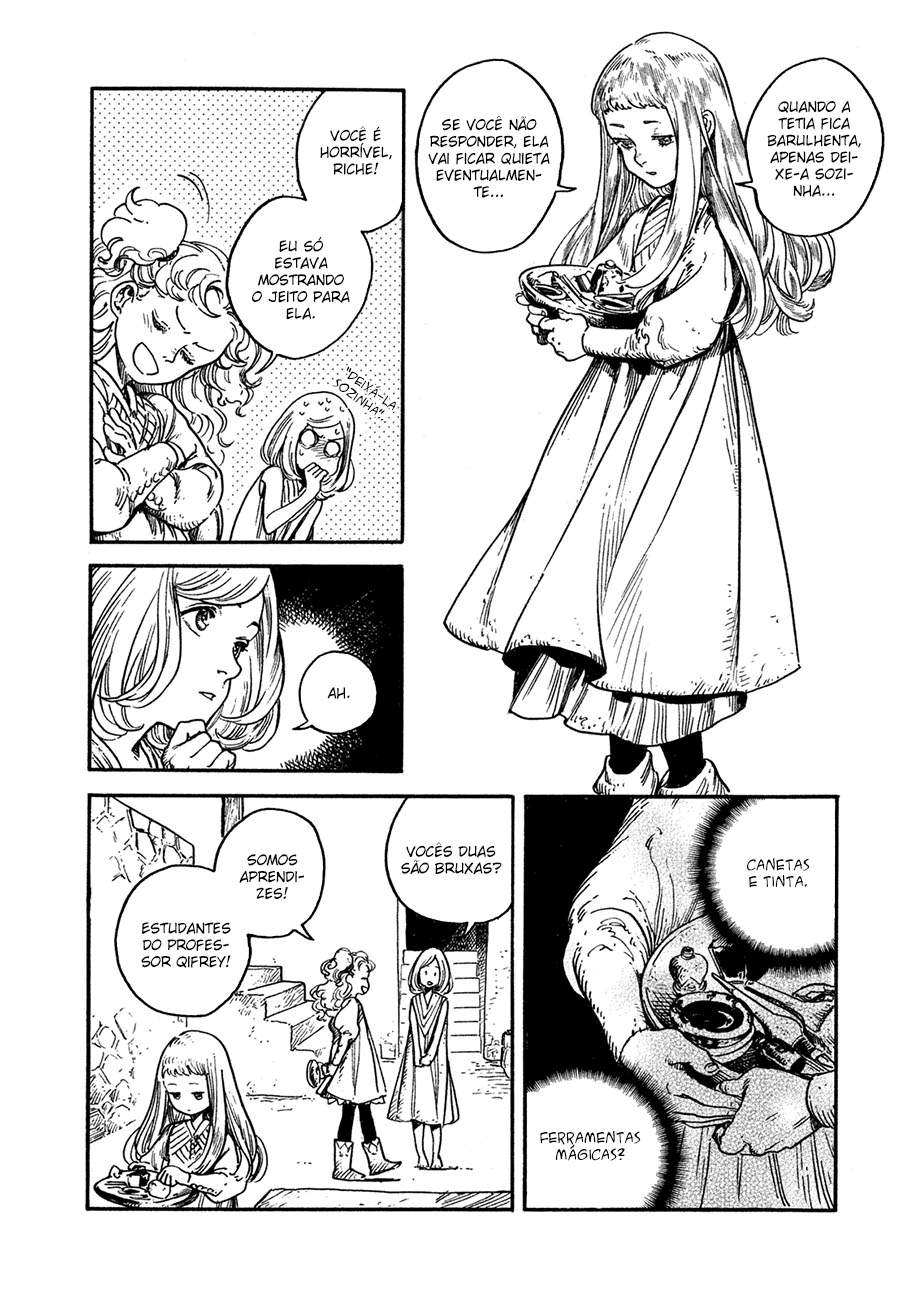 QUANDO A
TETIA FICA
BARULHENTA,
APENAS DEI-
XE-A SOZI-
NHA...
SE VOCÊ NÃO
RESPONDER, ELA
VAI FICAR QUIETA
EVENTUALMEN-
TE...
VOCÊ É
HORRÍVEL,
RICHE!
EU SÓ
ESTAVA
MOSTRANDO
O JEITO PARA
ELA.
"DEIXÁ-LA
SOZINHA"
AH.
CANETAS
E TINTA.
FERRAMENTAS
MÁGICAS?
VOCÊS DUAS
SÃO BRUXAS?
SOMOS
APRENDI-
ZES!
ESTUDANTES
DO PROFES-
SOR QIFREY!